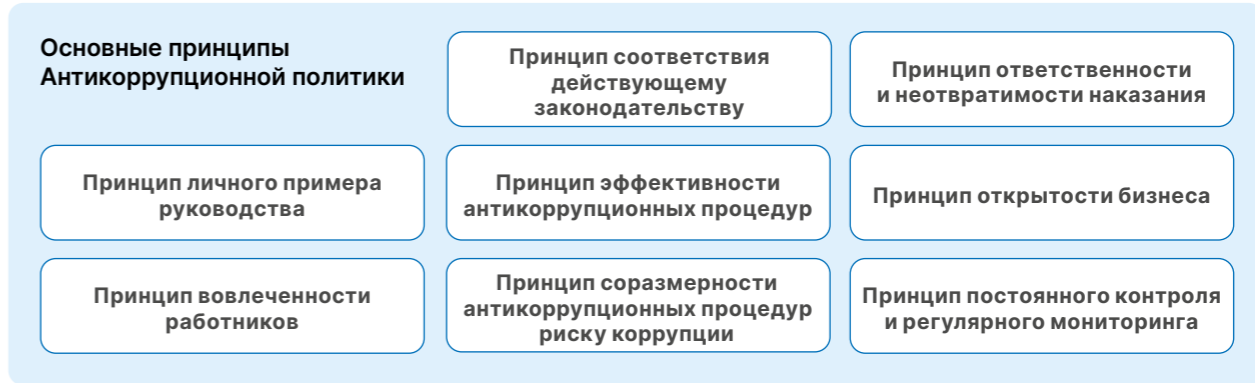 Основные принципы
Антикоррупционной политики
Принцип соответствия
действующему
законодательству
Принцип ответственности
и неотвратимости наказания
Принцип личного примера
руководства
Принцип эффективности
антикоррупционных процедур
Принцип открытости бизнеса
Принцип вовлеченности
работников
Принцип соразмерности
антикоррупционных процедур
риску коррупции
Принцип постоянного контроля
и регулярного мониторинга